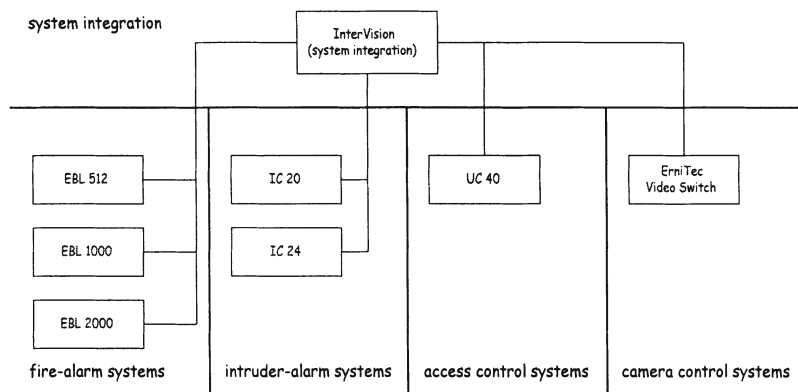 system integration
InterVision
(system integration)
EBL 512
IC 20
UC 40
ErniTec
Video Switch
EBL 1000
IC 24
EBL 2000
fire-alarm systems
intruder-alarm systems
access control systems
camera control systems